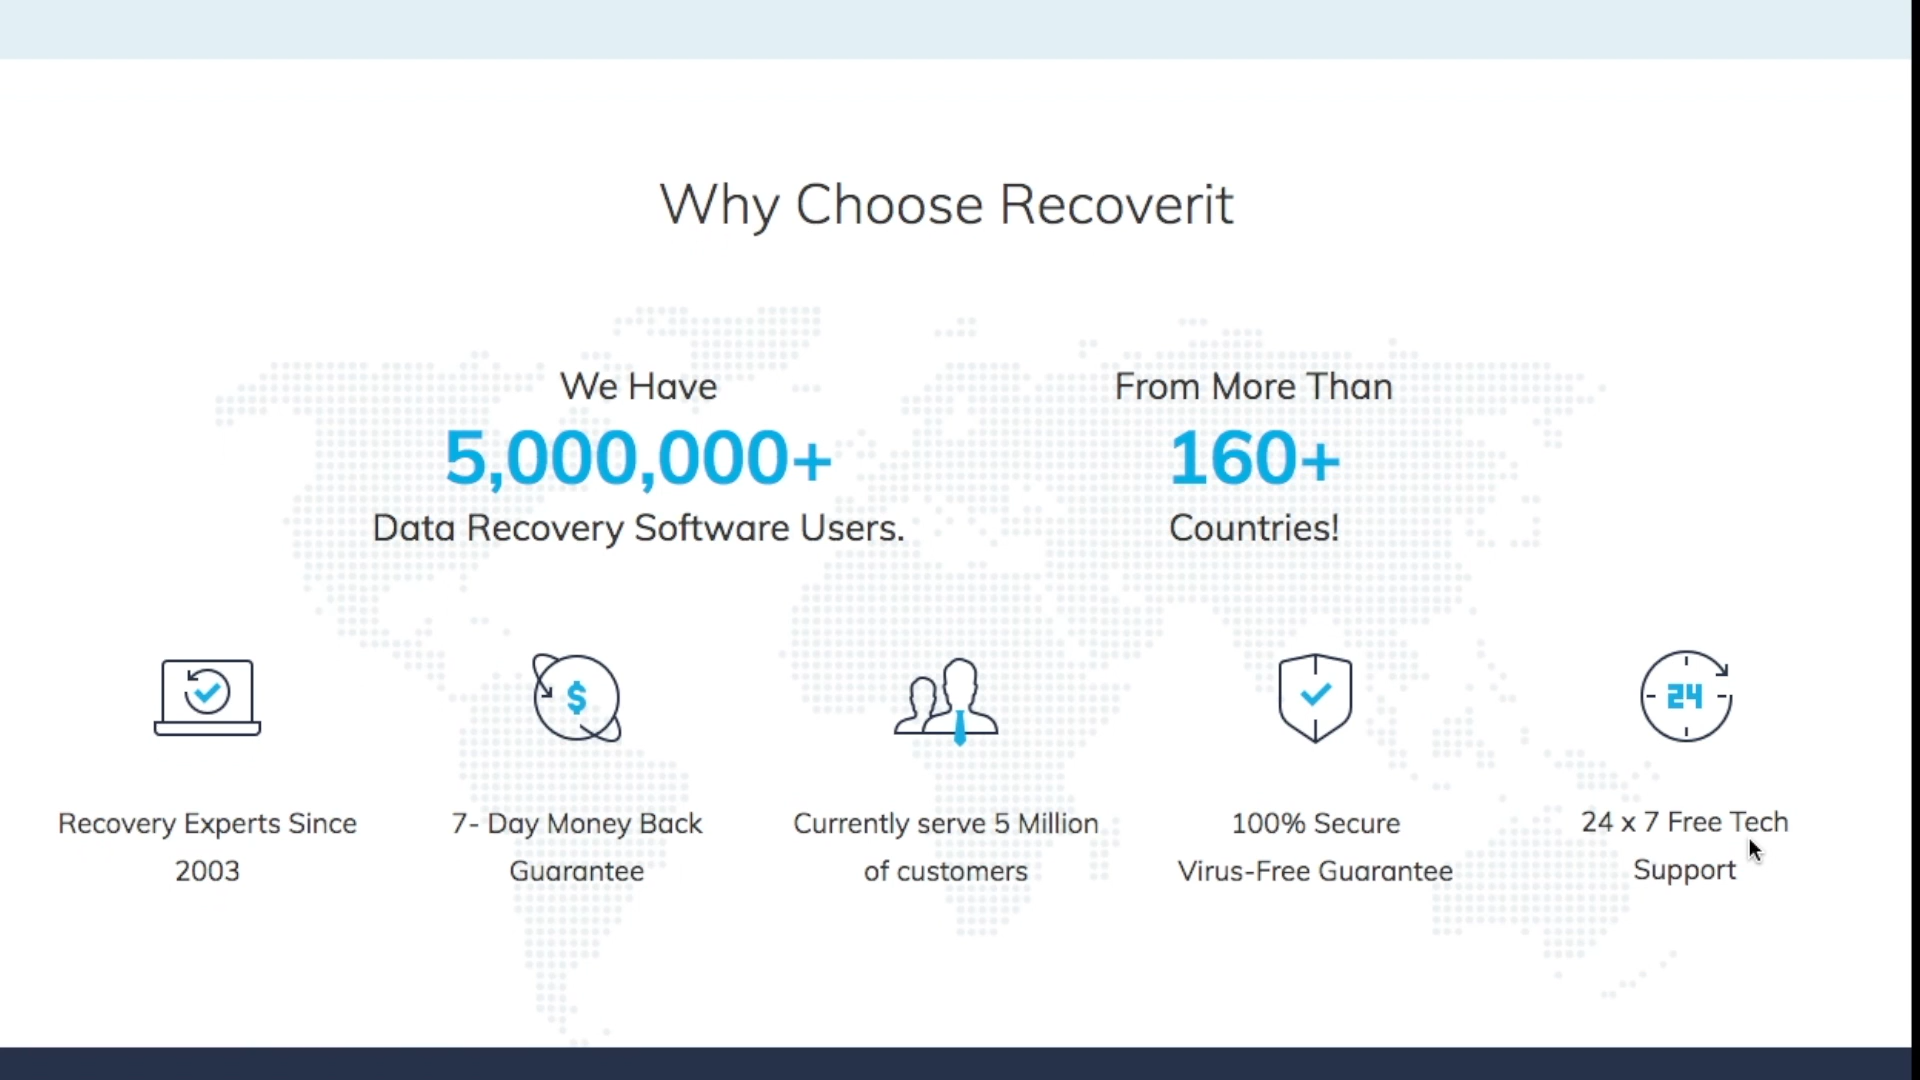 Why Choose Recoverit
We Have
5,000,000+
Data Recovery Software Users.
From More Than
160+
Countries!
$
24
Recovery Experts Since
2003
7- Day Money Back
Guarantee
Currently serve 5 Million
of customers
100% Secure
Virus-Free Guarantee
24 x 7 Free Tech
Support